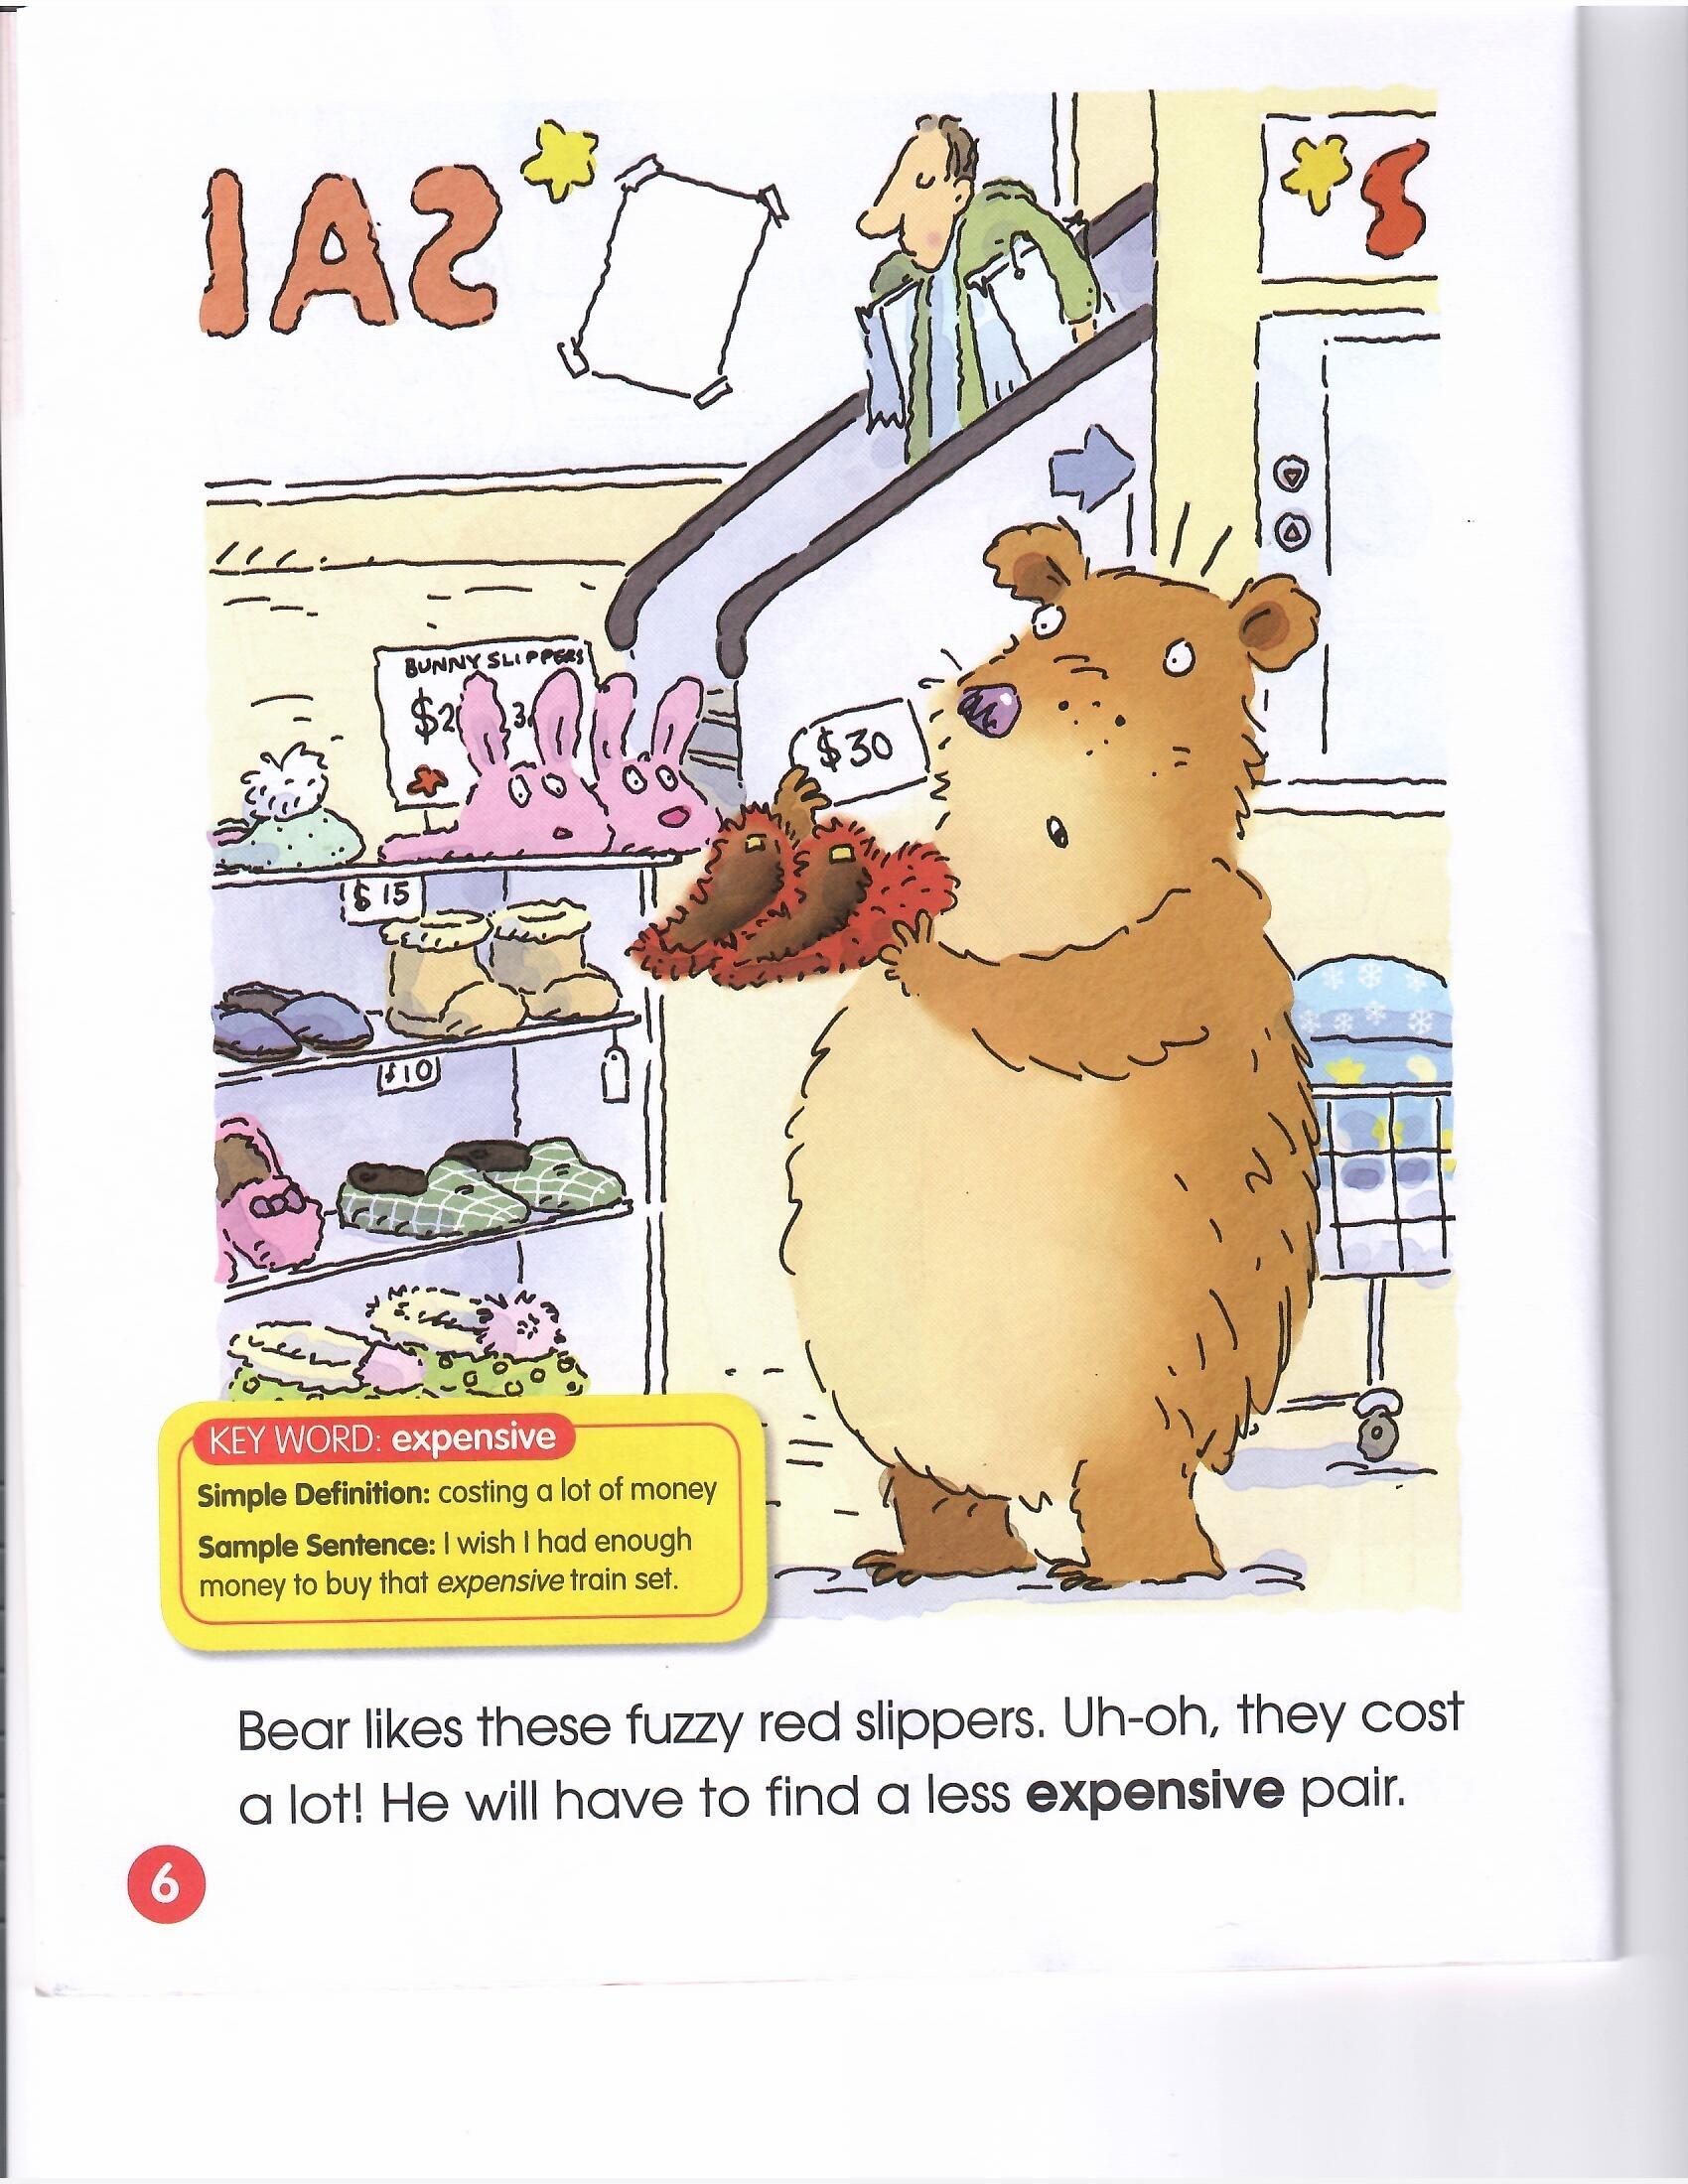 SAL
BUNNY SLIPPERS
$2 3
$30
$15
$10
KEY WORD: expensive
Simple Definition: costing a lot of money
Sample Sentence: I wish I had enough
money to buy that expensive train set.
Bear likes these fuzzy red slippers. Uh-oh, they cost
a lot! He will have to find a less expensive pair.
6